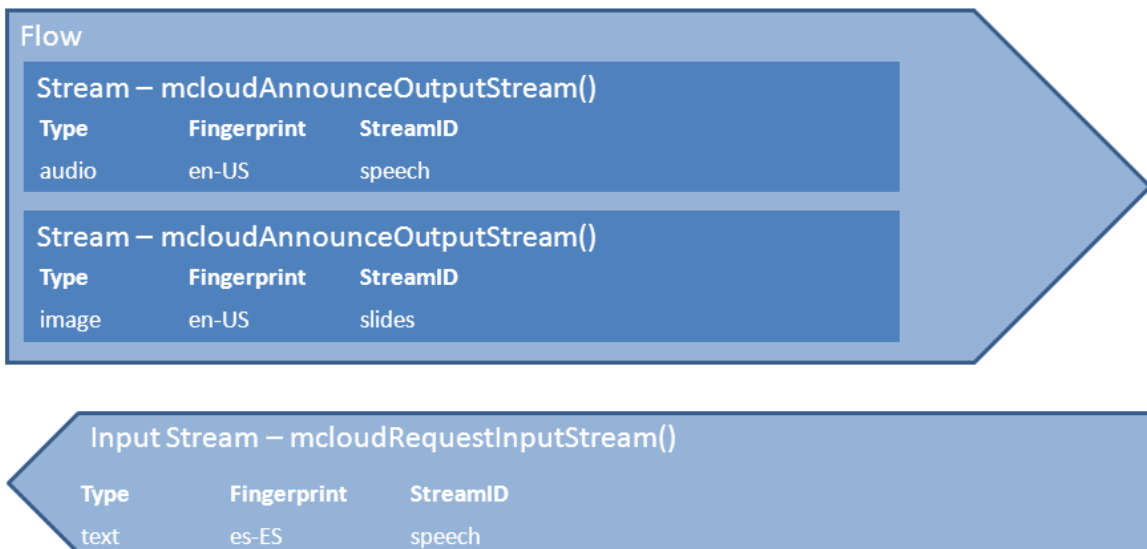 Flow
Stream – mcloudAnnounceOutputStream()
Type Fingerprint StreamID
audio en-US speech
Stream – mcloudAnnounceOutputStream()
Type Fingerprint StreamID
image en-US slides
Input Stream – mcloudRequestInputStream()
Type Fingerprint StreamID
text es-ES speech